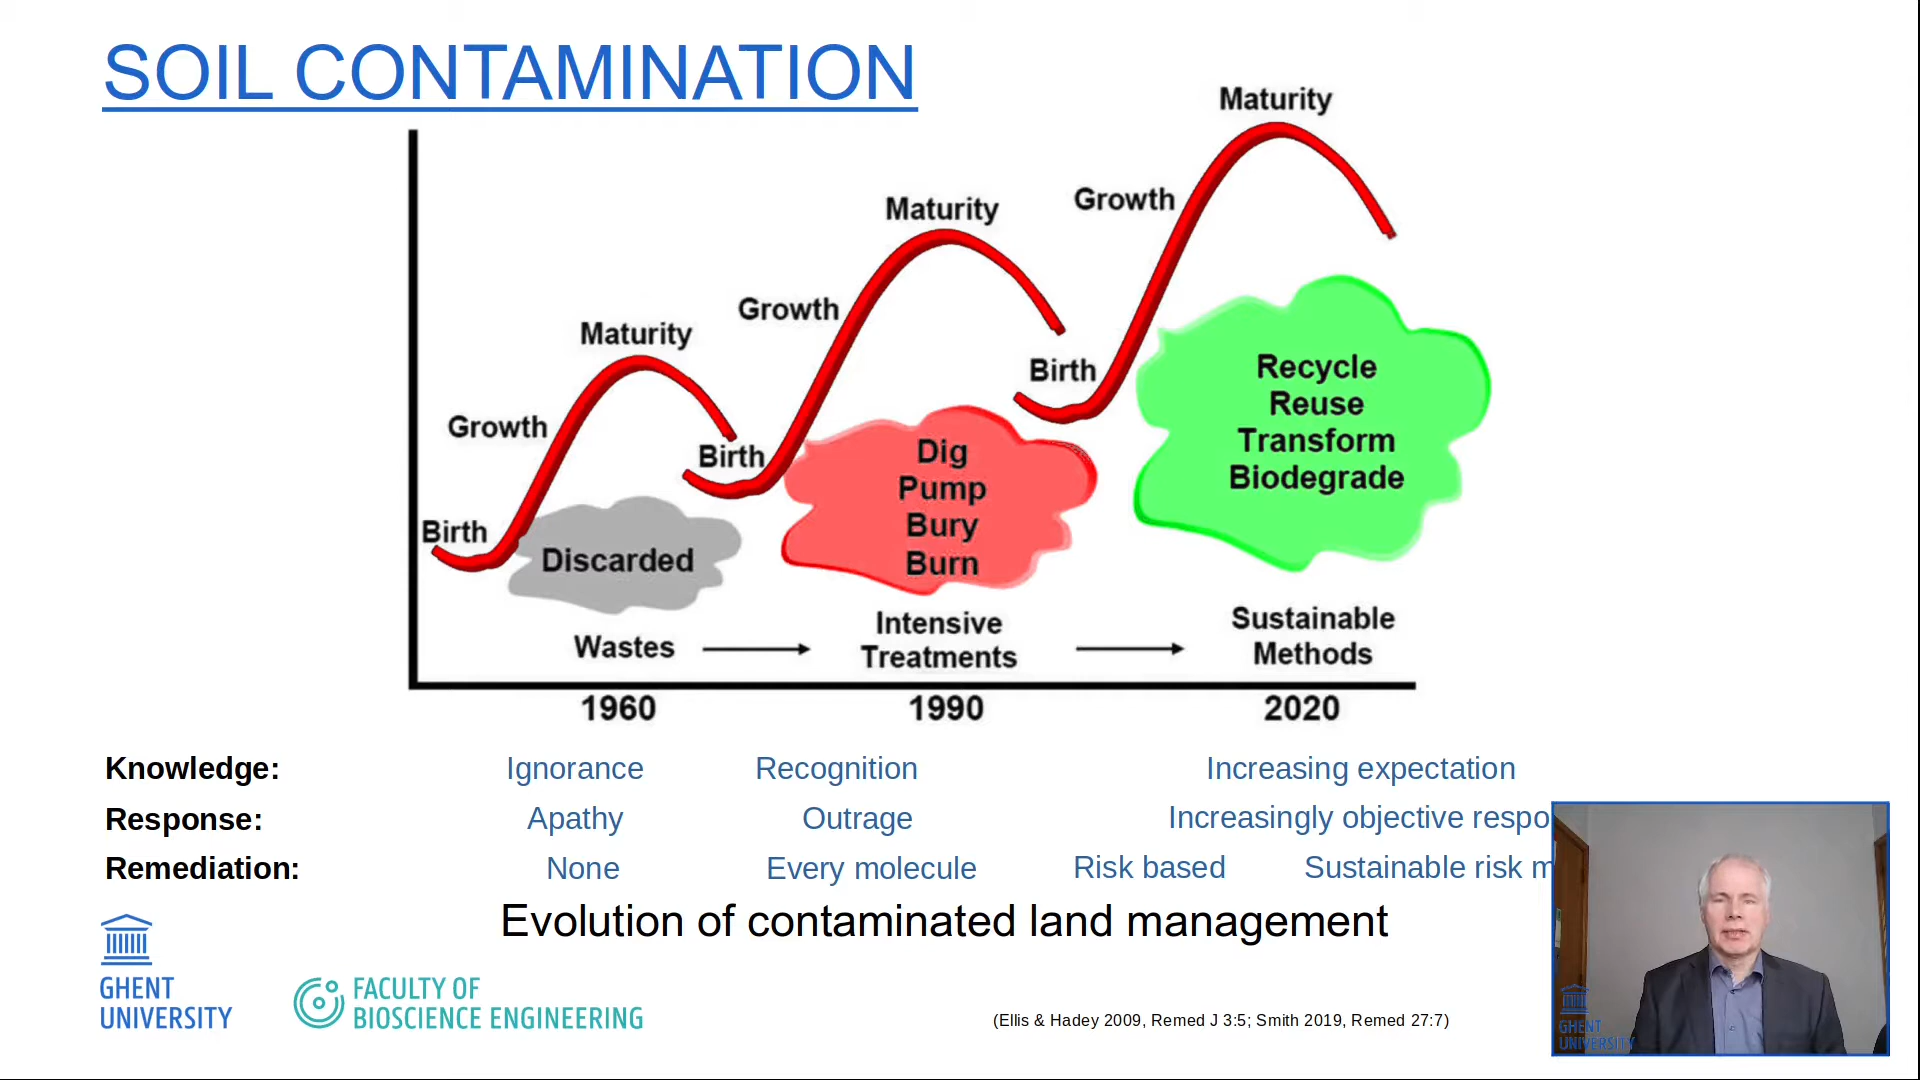 SOIL CONTAMINATION
Maturity
Growth
Maturity
Growth
Maturity
Growth
Birth
Birth
Birth
Recycle
Reuse
Transform
Biodegrade
Dig
Pump
Bury
Burn
Discarded
Wastes
Intensive
Treatments
Sustainable
Methods
1960 1990 2020
Knowledge: Ignorance Recognition Increasing expectation
Response: Apathy Outrage Increasingly objective respo
Remediation: None Every molecule Risk based Sustainable risk m
Evolution of contaminated land management
GHENT
UNIVERSITY
FACULTY OF
BIOSCIENCE ENGINEERING
(Ellis & Hadey 2009, Remed J 3:5; Smith 2019, Remed 27:7)
GHENT
UNIVERSITY